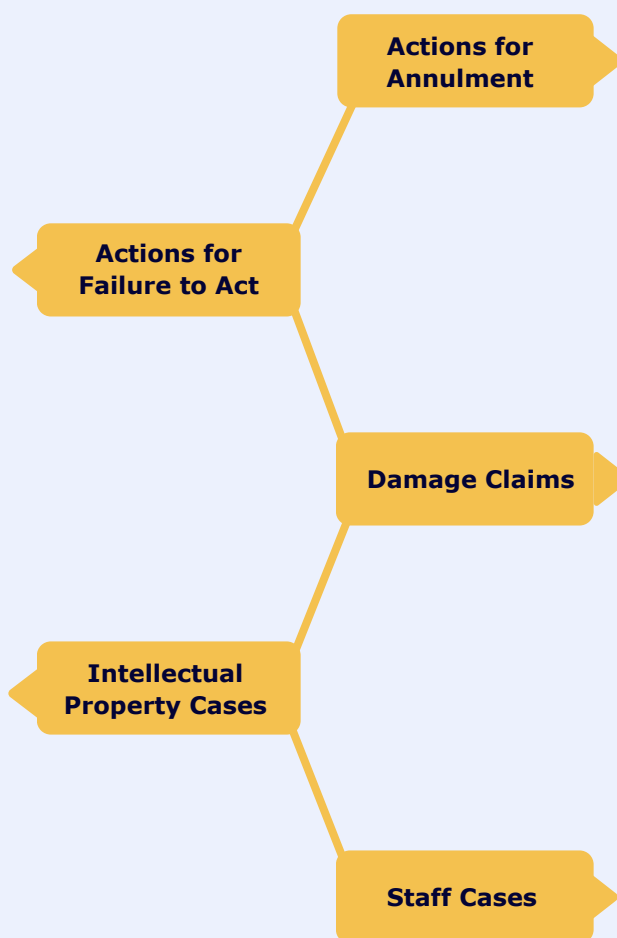 Actions for
Annulment
Actions for
Failure to Act
Damage Claims
Intellectual
Property Cases
Staff Cases